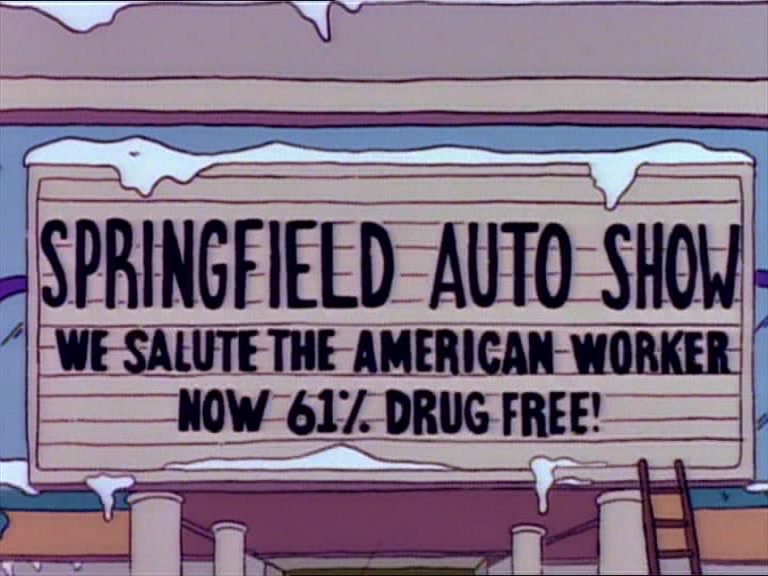 SPRINGFIELD AUTO SHOW
WE SALUTE THE AMERICAN WORKER
NOW 61% DRUG FREE!